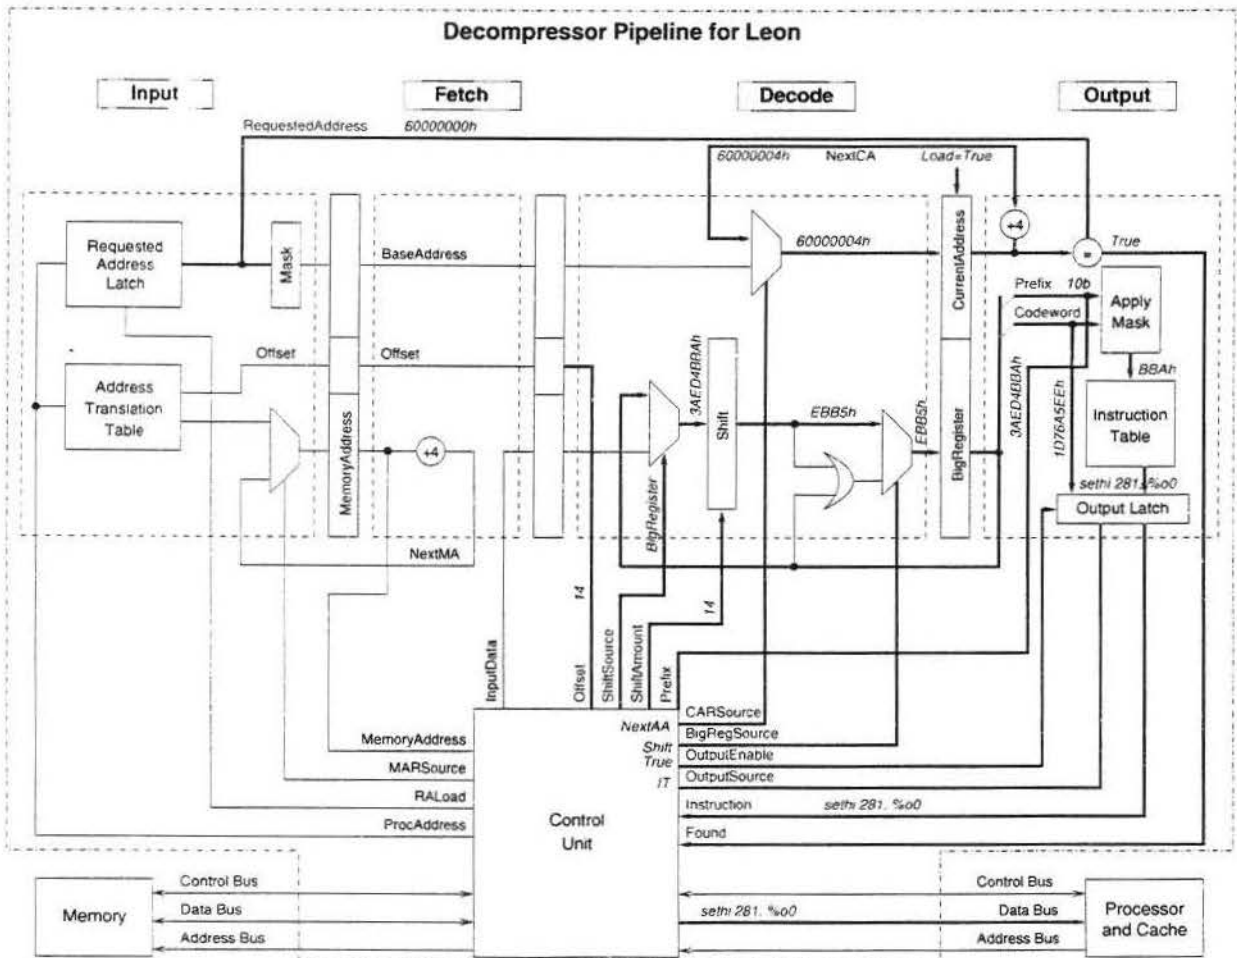 Decompressor Pipeline for Leon
Input
Fetch
Decode
Output
RequestedAddress 60000000h
60000004h NextCA Load=True
Requested
Address
Latch
Mask
BaseAddress
60000004h
CurrentAddress
+4
=
True
Prefix 10b
Codeword
Apply
Mask
Offset
Offset
Address
Translation
Table
MemoryAddress
+4
NextMA
3AED4BBAh
Shift
BigRegister
EBB5h
EBB5h
BigRegister
3AED4BBAh
1D76A5EEh
BBAh
Instruction
Table
sethi 281, %o0
Output Latch
14
14
InputData
Offset
ShiftSource
ShiftAmount
Prefix
NextAA
CARSource
Shift
BigRegSource
True
OutputEnable
IT
OutputSource
MemoryAddress
MARSource
RALoad
ProcAddress
Instruction sethi 281, %o0
Found
Control
Unit
Memory
Control Bus
Data Bus
Address Bus
Control Bus
sethi 281, %o0 Data Bus
Address Bus
Processor
and Cache